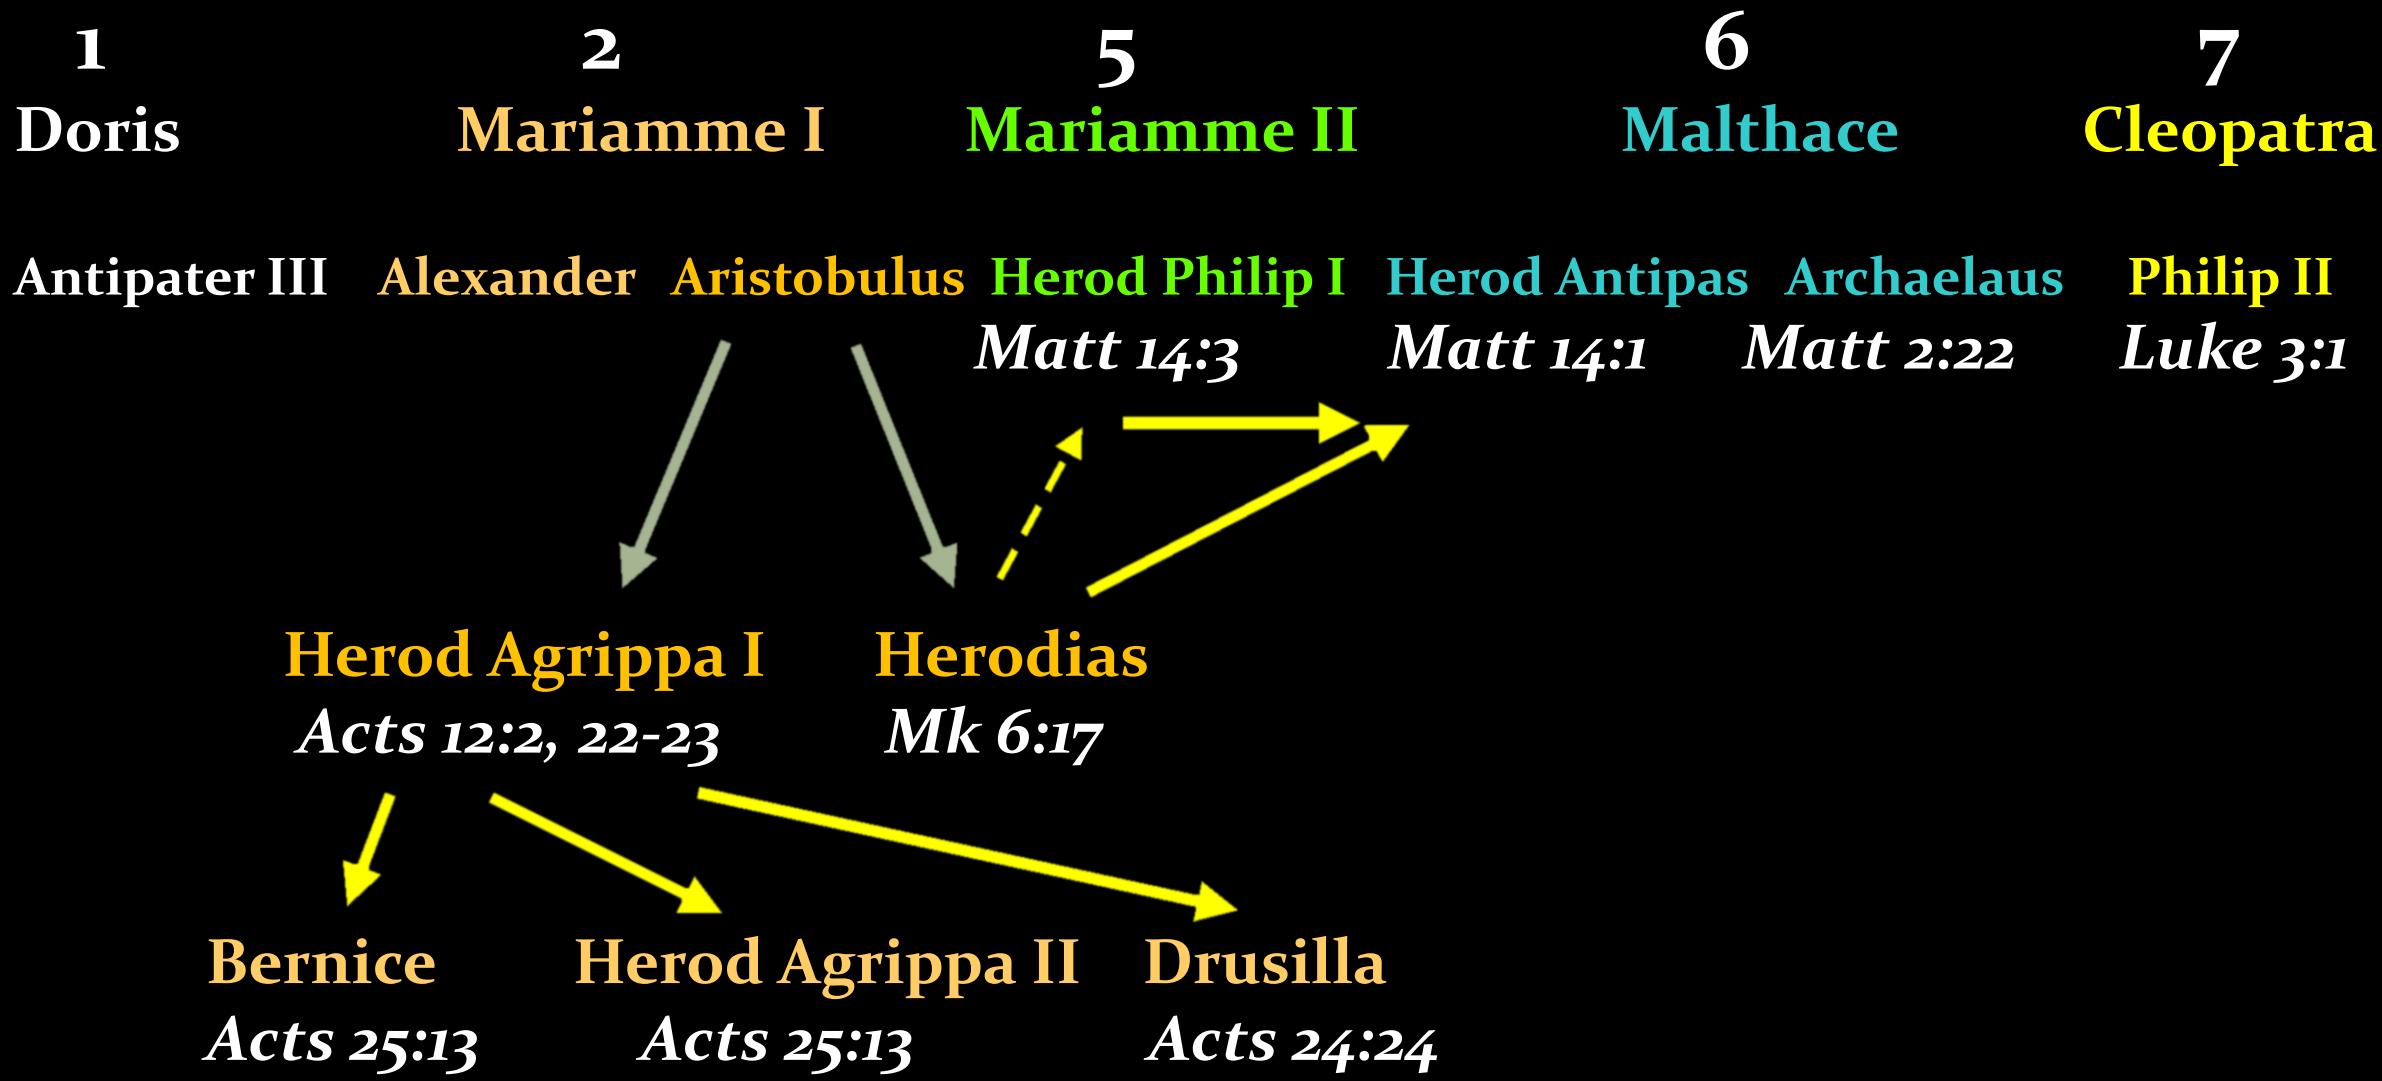 1 2 5 6 7
Doris Mariamme I Mariamme II Malthace Cleopatra
Antipater III Alexander Aristobulus Herod Philip I Herod Antipas Archaelaus Philip II
Matt 14:3 Matt 14:1 Matt 2:22 Luke 3:1
Herod Agrippa I Herodias
Acts 12:2, 22-23 Mk 6:17
Bernice Herod Agrippa II Drusilla
Acts 25:13 Acts 25:13 Acts 24:24